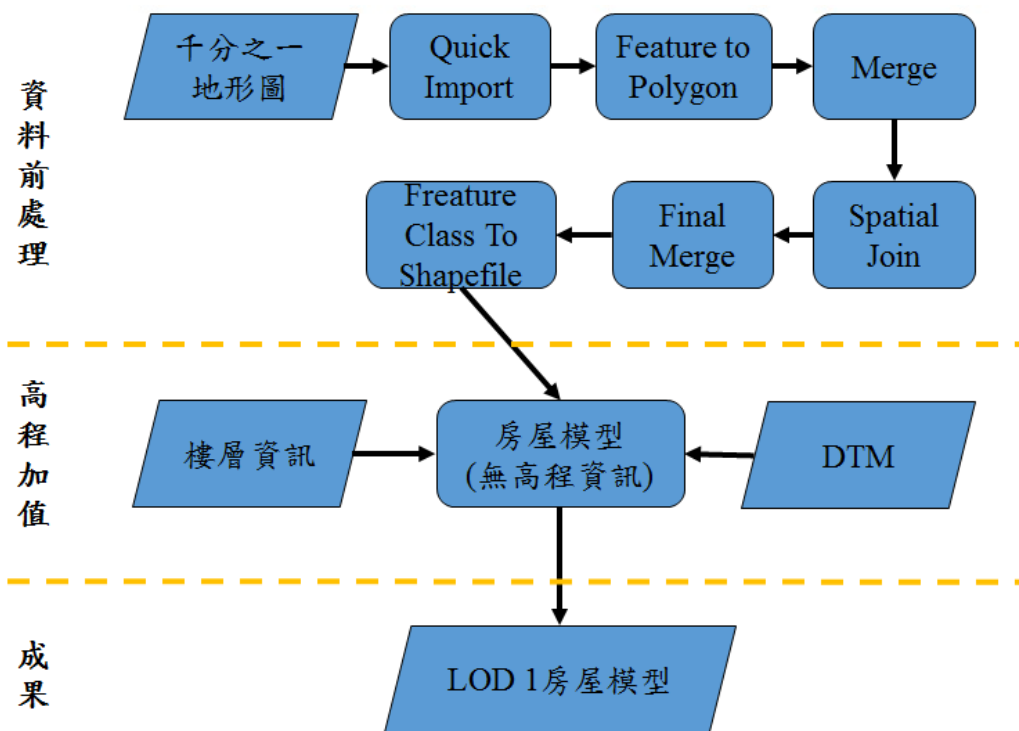 資料前處理
千分之一
地形圖
Quick
Import
Feature to
Polygon
Merge
Spatial
Join
Final
Merge
Freature
Class To
Shapefile
高程加值
樓層資訊
房屋模型
(無高程資訊)
DTM
成果
LOD 1房屋模型